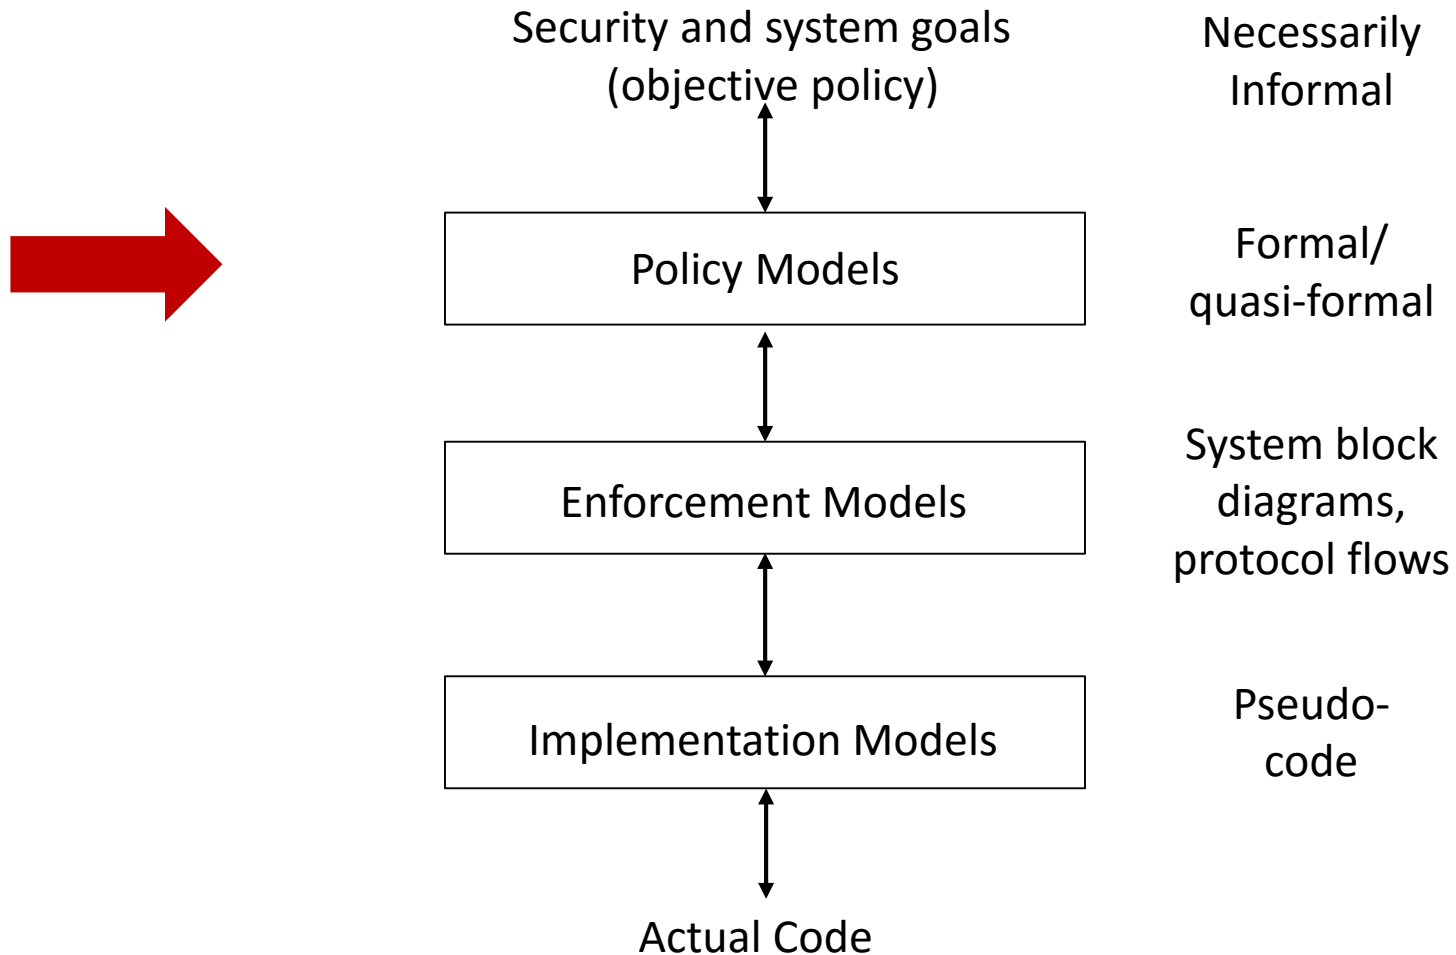 Security and system goals
(objective policy)
Necessarily
Informal
Policy Models
Formal/
quasi-formal
Enforcement Models
System block
diagrams,
protocol flows
Implementation Models
Pseudo-
code
Actual Code